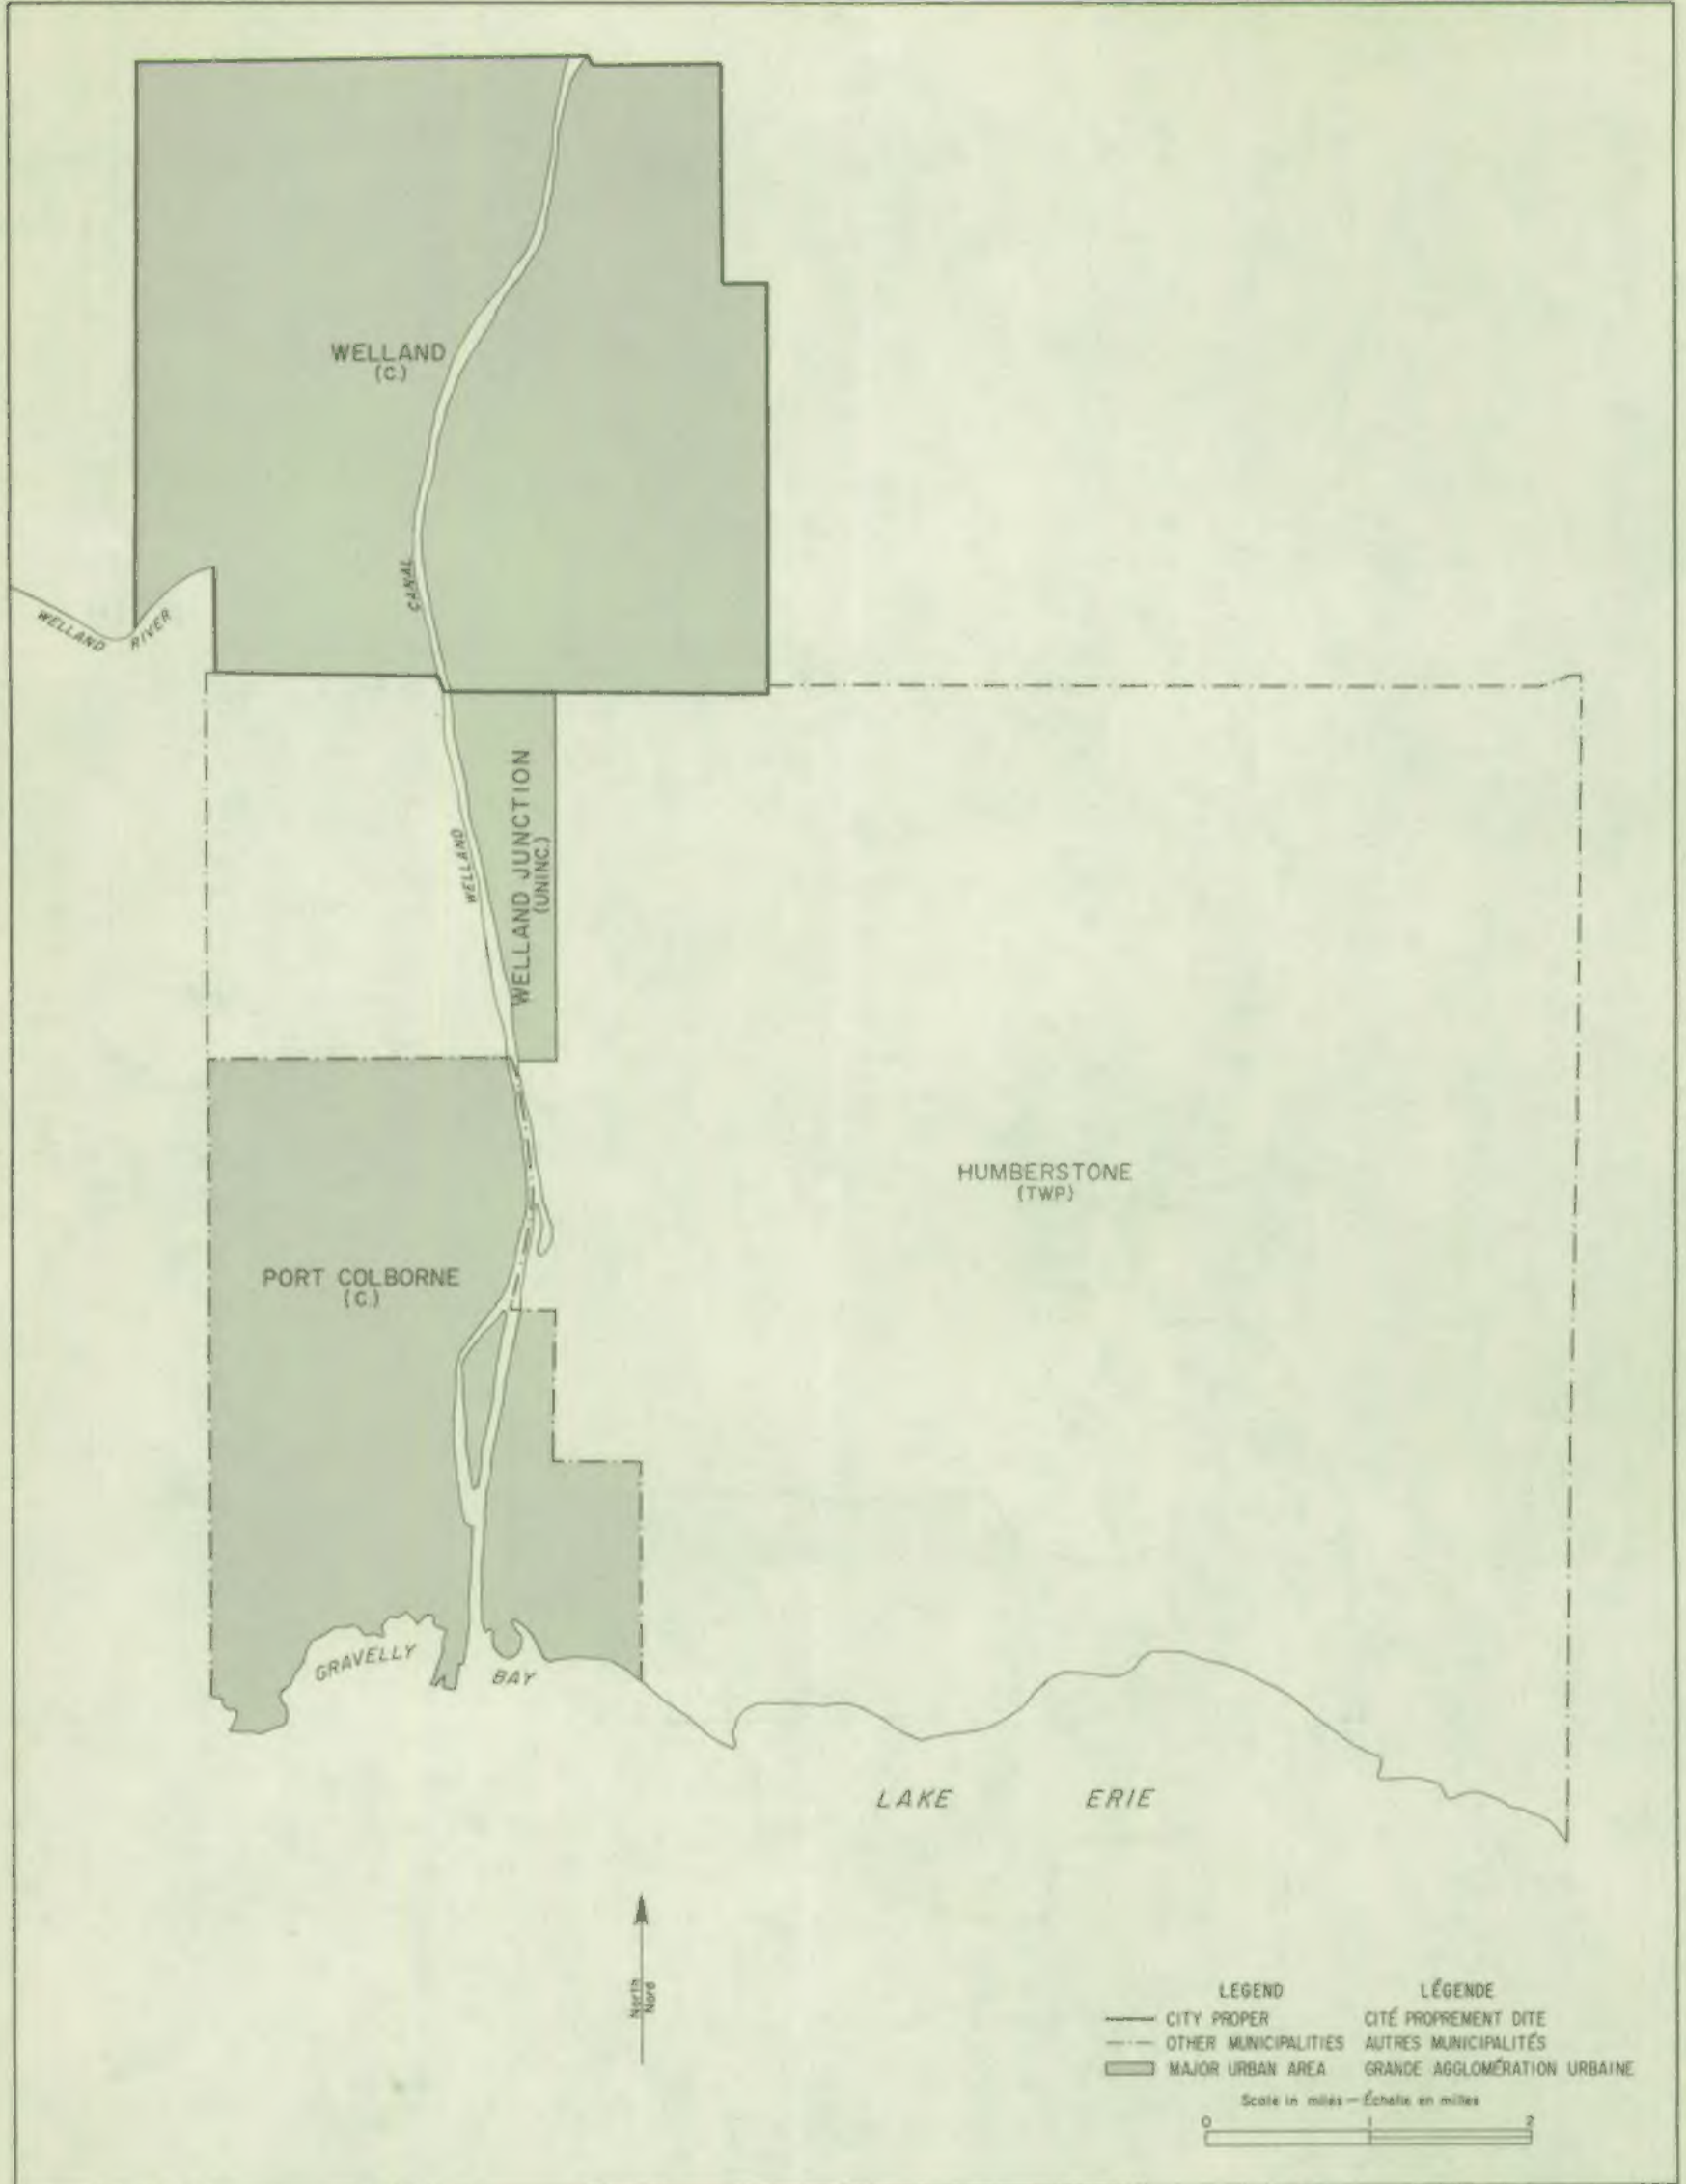 WELLAND
(C.)
CANAL
WELLAND RIVER
WELLAND
WELLAND JUNCTION
(UNINC.)
HUMBERSTONE
(TWP)
PORT COLBORNE
(C.)
GRAVELLY BAY
LAKE ERIE
North
Nord
LEGEND LÉGENDE
CITY PROPER CITÉ PROPREMENT DITE
OTHER MUNICIPALITIES AUTRES MUNICIPALITÉS
MAJOR URBAN AREA GRANDE AGGLOMÉRATION URBAINE
Scale in miles — Échelle en milles
0 1 2